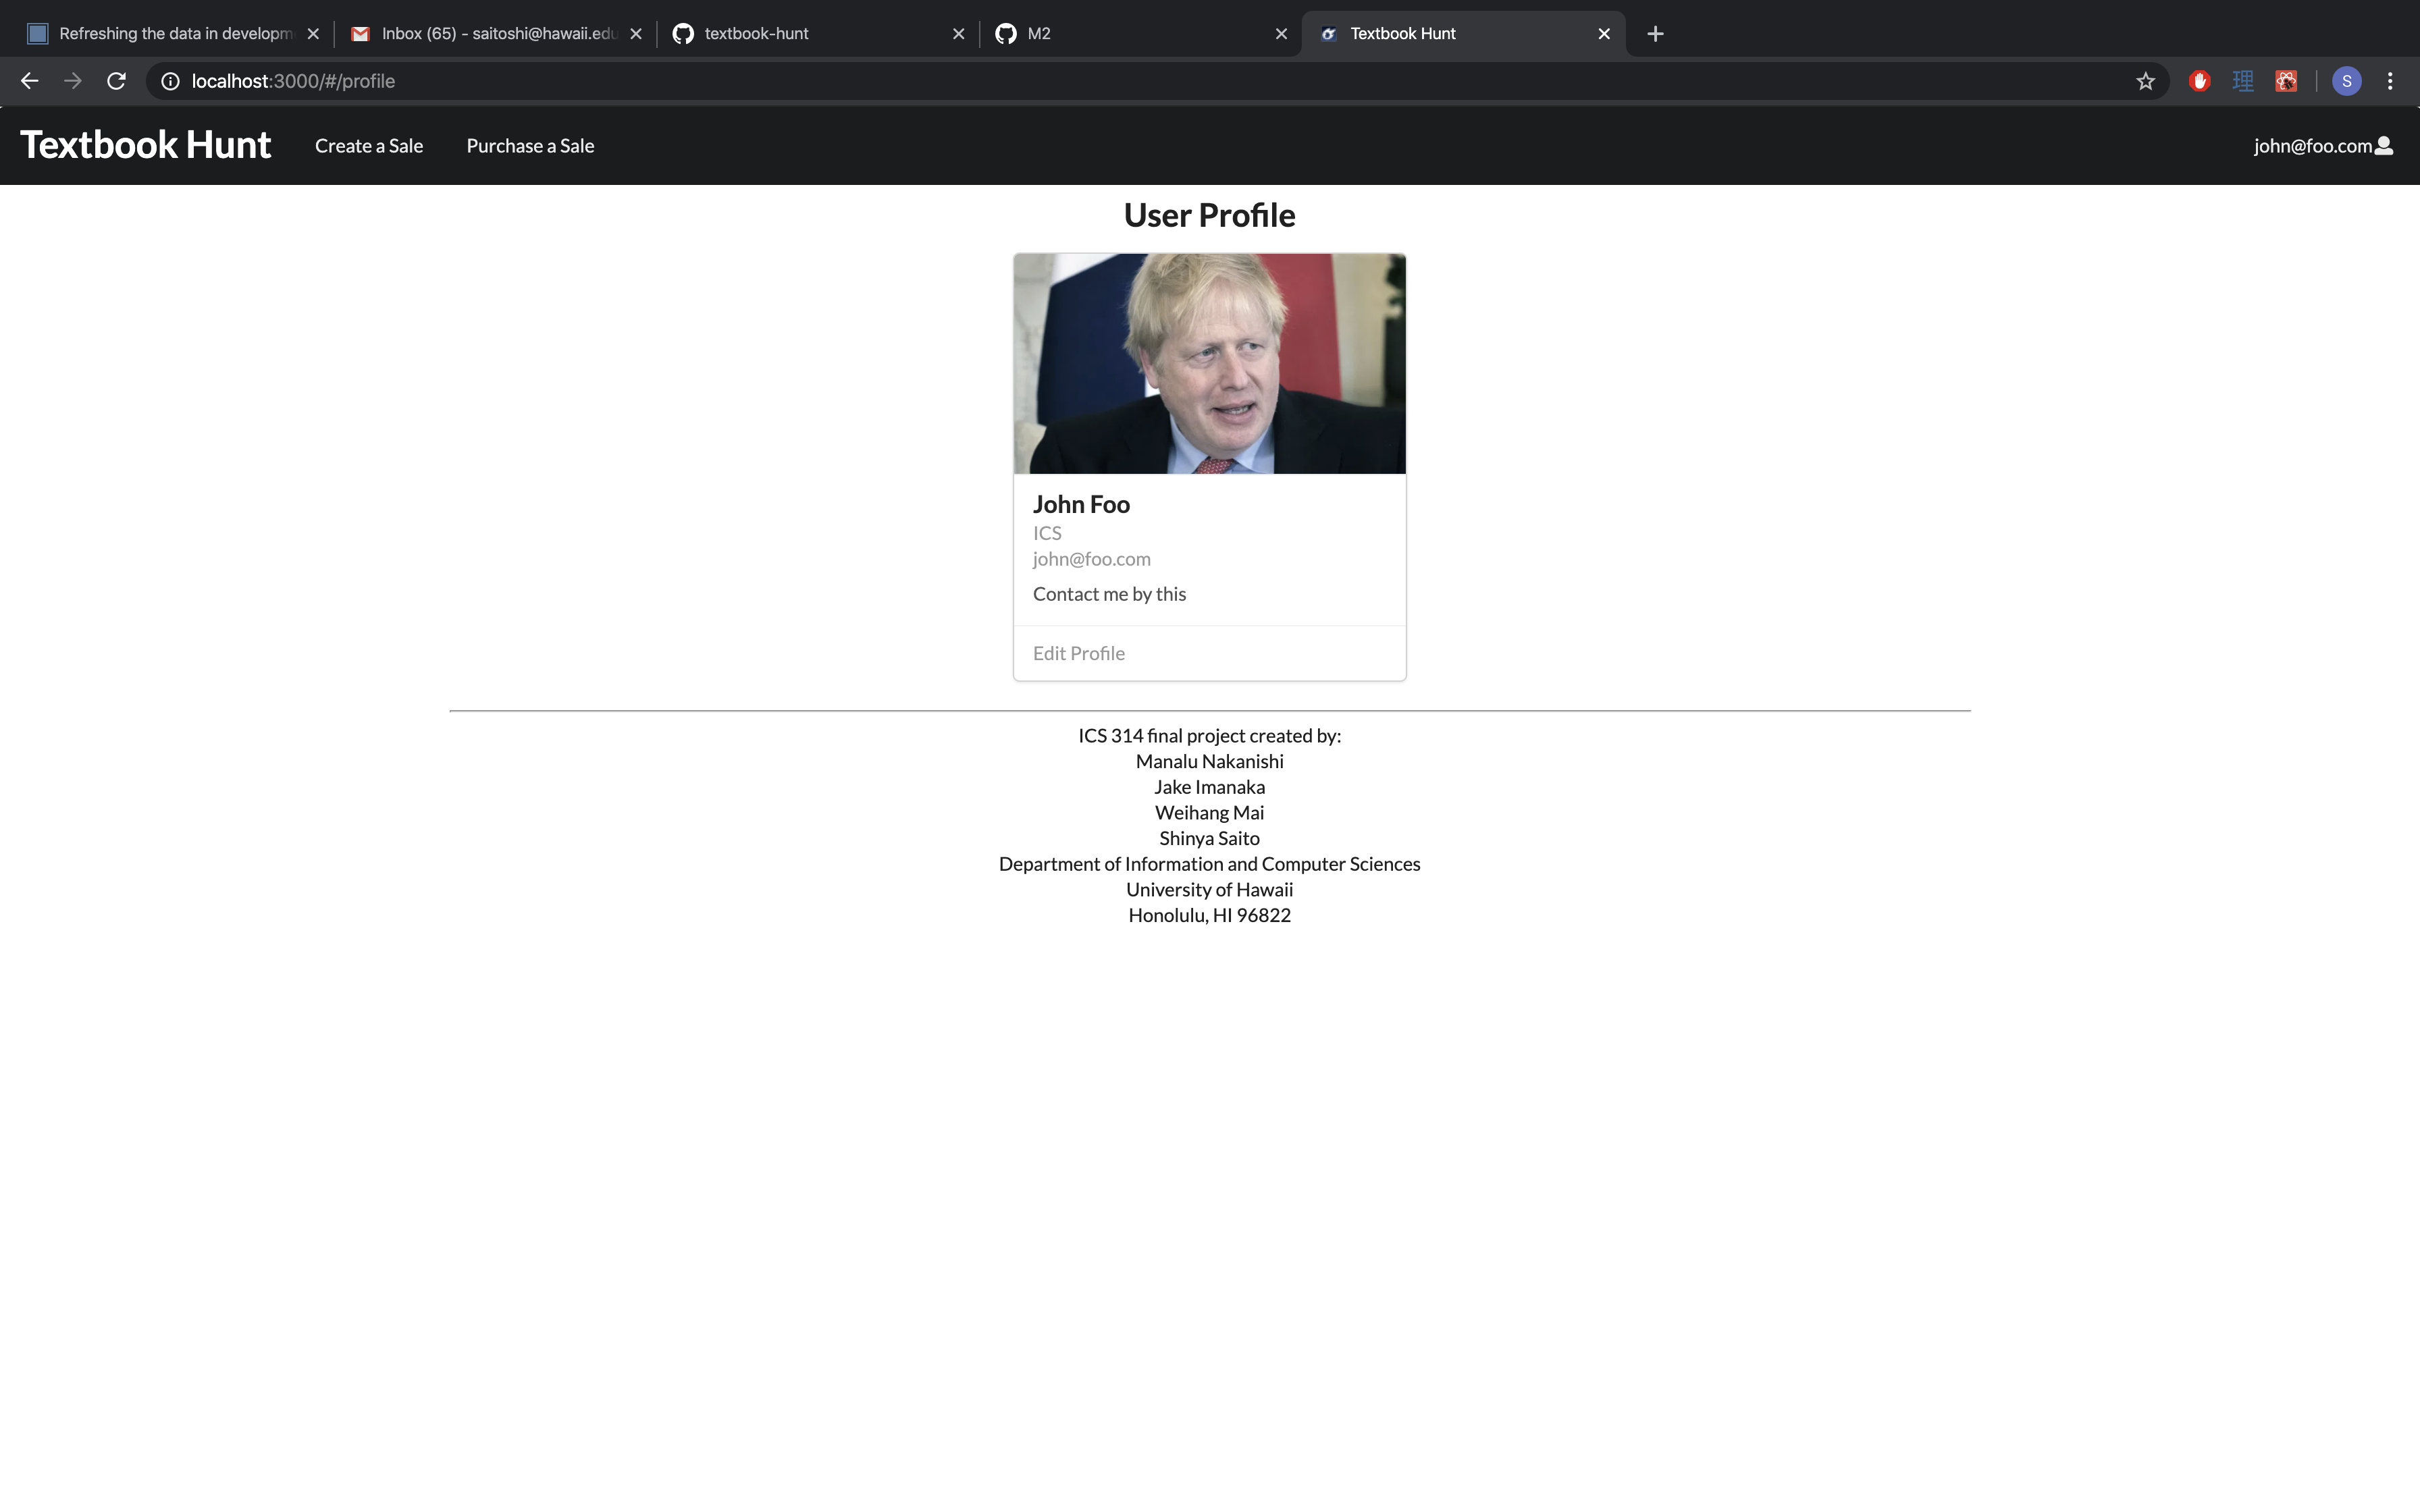 Refreshing the data in developm
Inbox (65) - saitoshi@hawaii.edu
textbook-hunt
M2
Textbook Hunt
localhost:3000/#/profile
S
Textbook Hunt
Create a Sale
Purchase a Sale
john@foo.com
User Profile
John Foo
ICS
john@foo.com
Contact me by this
Edit Profile
ICS 314 final project created by:
Manalu Nakanishi
Jake Imanaka
Weihang Mai
Shinya Saito
Department of Information and Computer Sciences
University of Hawaii
Honolulu, HI 96822